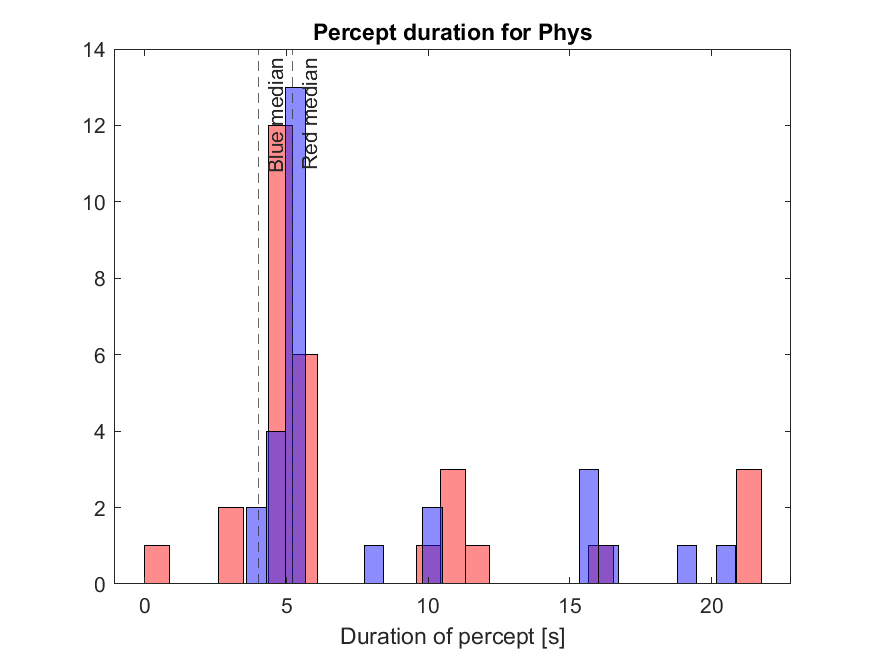 Percept duration for Phys
14
12
10
8
6
4
2
0
Blue median
Red median
0 5 10 15 20
Duration of percept [s]